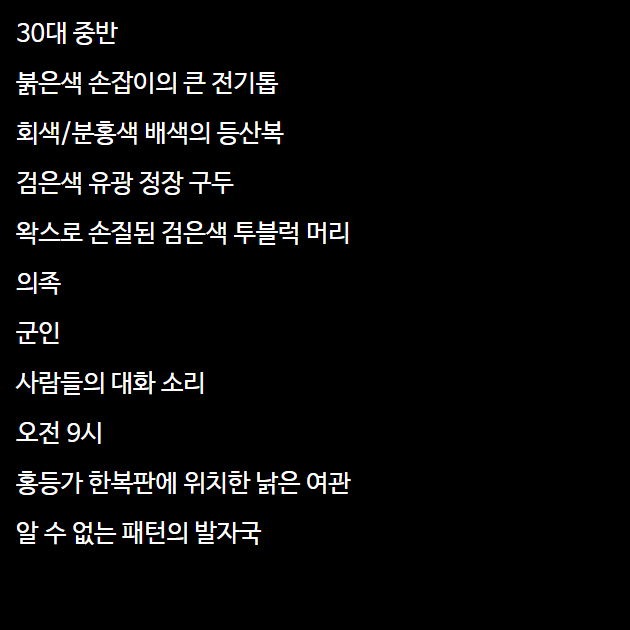 30대 중반
붉은색 손잡이의 큰 전기톱
회색/분홍색 배색의 등산복
검은색 유광 정장 구두
왁스로 손질된 검은색 투블럭 머리
의족
군인
사람들의 대화 소리
오전 9시
홍등가 한복판에 위치한 낡은 여관
알 수 없는 패턴의 발자국